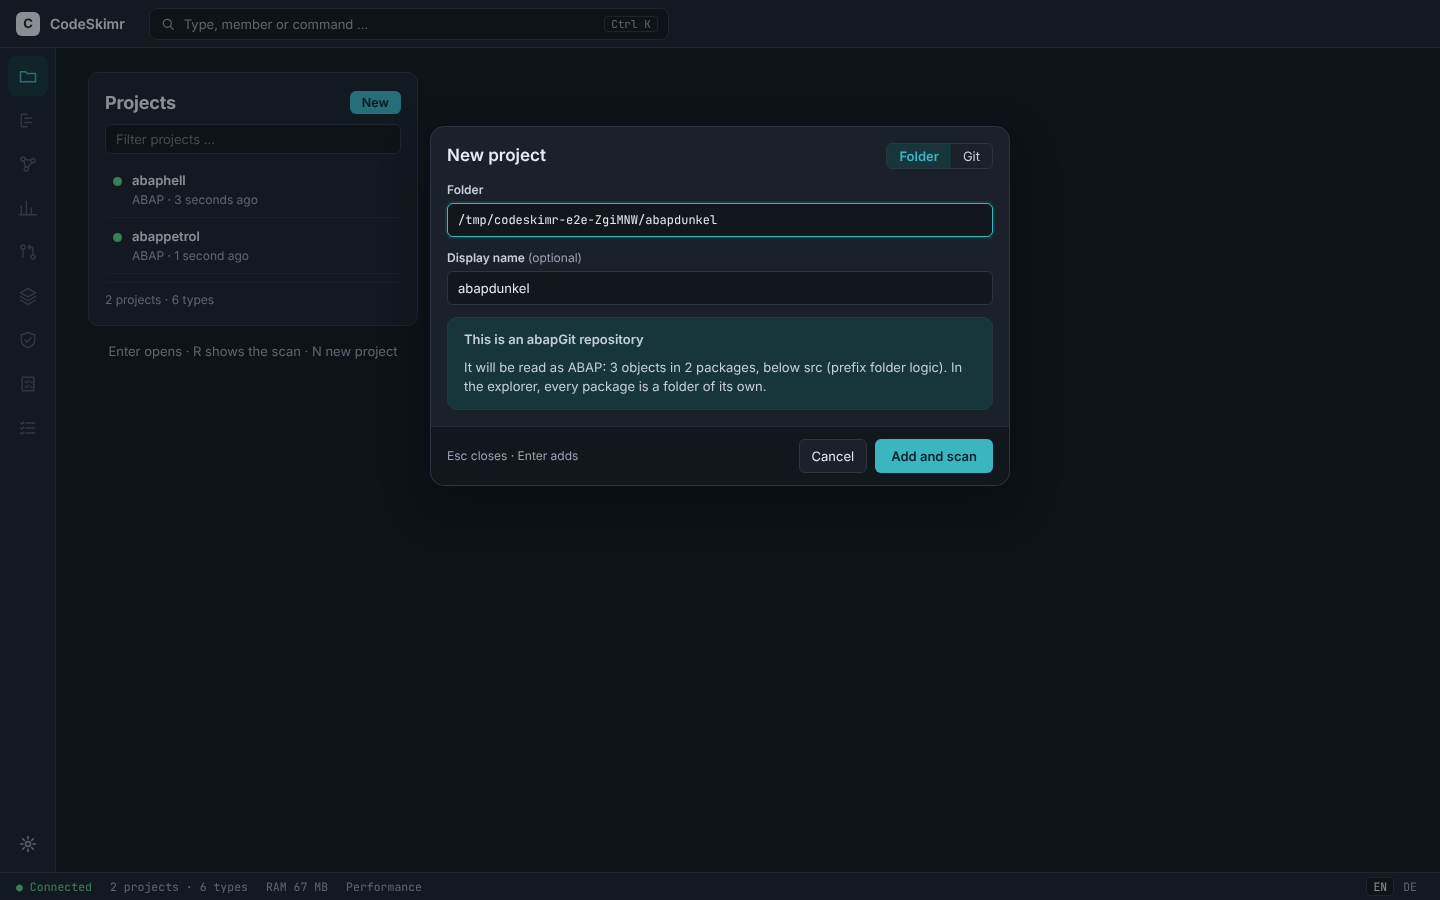 C CodeSkimr
Type, member or command ...
Ctrl K
Projects
New
Filter projects ...
abaphell
ABAP · 3 seconds ago
abappetrol
ABAP · 1 second ago
2 projects · 6 types
Enter opens · R shows the scan · N new project
New project
Folder Git
Folder
/tmp/codeskimr-e2e-ZgiMNW/abapdunkel
Display name (optional)
abapdunkel
This is an abapGit repository
It will be read as ABAP: 3 objects in 2 packages, below src (prefix folder logic). In
the explorer, every package is a folder of its own.
Esc closes · Enter adds
Cancel
Add and scan
Connected 2 projects · 6 types RAM 67 MB Performance
EN DE